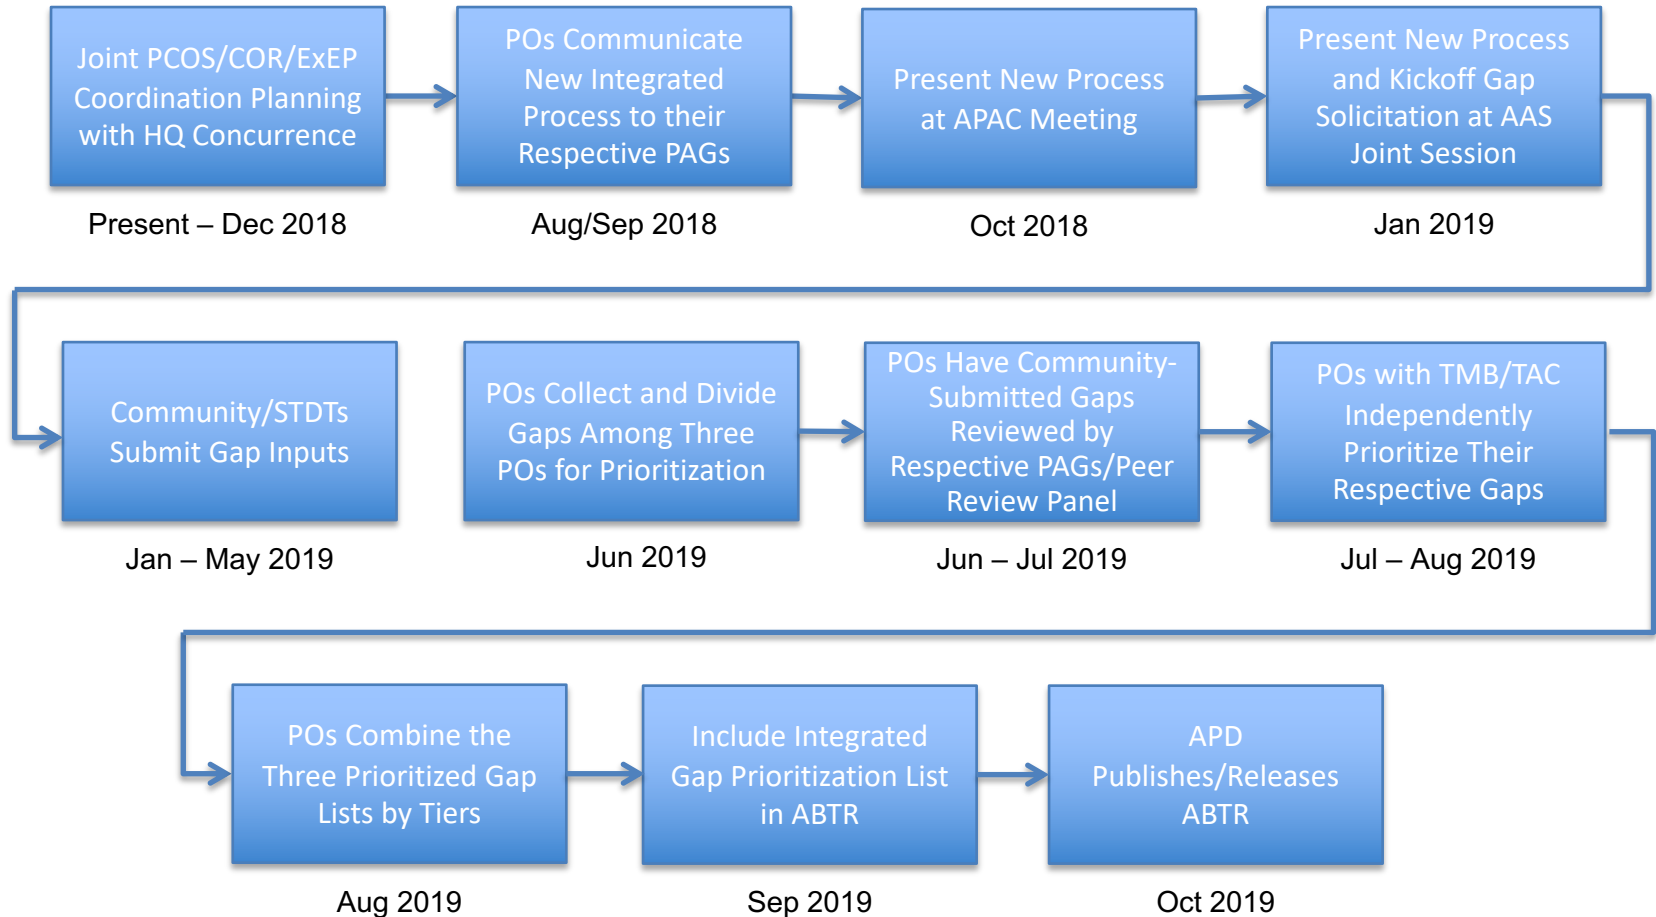 Joint PCOS/COR/ExEP
Coordination Planning
with HQ Concurrence
Present – Dec 2018
POs Communicate
New Integrated
Process to their
Respective PAGs
Aug/Sep 2018
Present New Process
at APAC Meeting
Oct 2018
Present New Process
and Kickoff Gap
Solicitation at AAS
Joint Session
Jan 2019
Community/STDTs
Submit Gap Inputs
Jan – May 2019
POs Collect and Divide
Gaps Among Three
POs for Prioritization
Jun 2019
POs Have Community-
Submitted Gaps
Reviewed by
Respective PAGs/Peer
Review Panel
Jun – Jul 2019
POs with TMB/TAC
Independently
Prioritize Their
Respective Gaps
Jul – Aug 2019
POs Combine the
Three Prioritized Gap
Lists by Tiers
Aug 2019
Include Integrated
Gap Prioritization List
in ABTR
Sep 2019
APD
Publishes/Releases
ABTR
Oct 2019